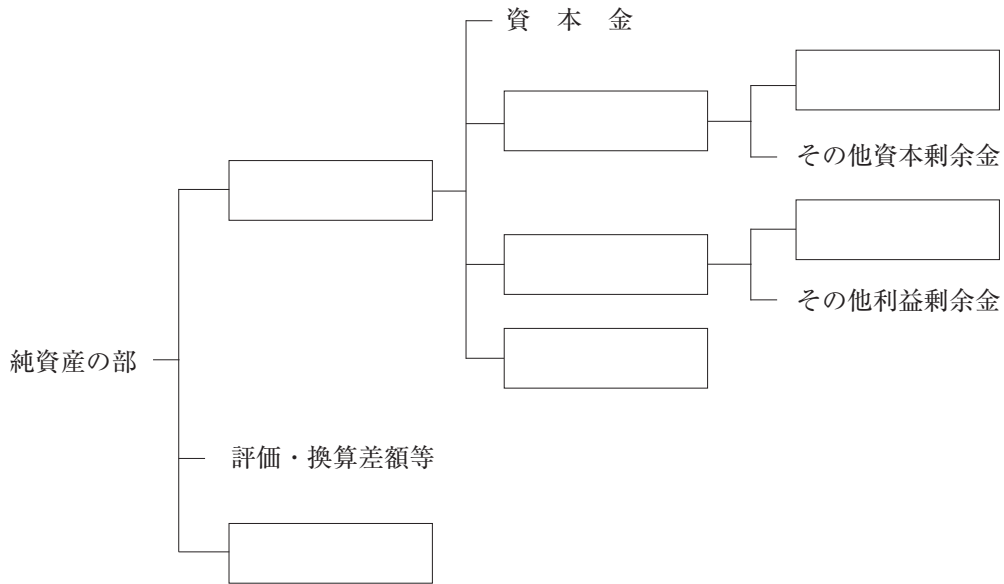 資 本 金
その他資本剰余金
その他利益剰余金
純資産の部
評価・換算差額等